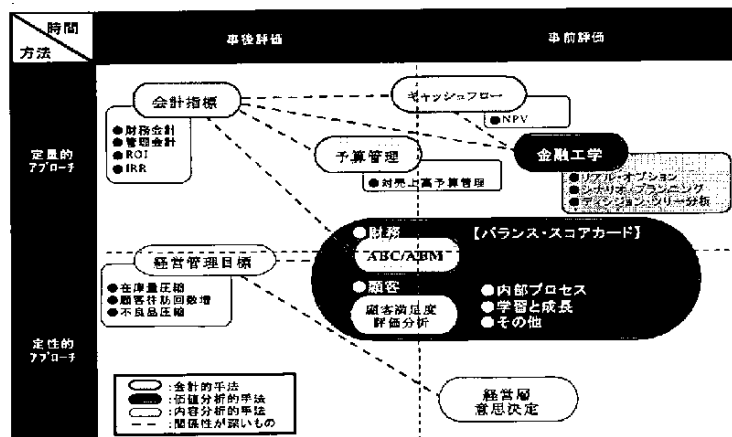 時間
方法
事後評価
事前評価
定量的
アプローチ
会計指標
●財務会計
●管理会計
●ROI
●IRR
キャッシュフロー
●NPV
予算管理
●対売上高予算管理
金融工学
●リアル・オプション
●シナリオ・プランニング
●ディシジョン・ツリー分析
●財務
【バランス・スコアカード】
ABC/ABM
●顧客
顧客満足度
評価分析
●内部プロセス
●学習と成長
●その他
経営管理目標
●在庫量圧縮
●顧客往訪回数増
●不良品圧縮
定性的
アプローチ
経営層
意思決定
:会計的手法
:価値分析的手法
:内容分析的手法
:関係性が深いもの